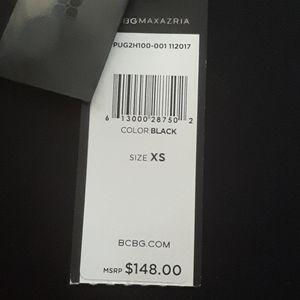 BGMAXAZRIA
PUG2H100-001 112017
6 13000 28750 2
COLOR BLACK
SIZE XS
BCBG.COM
MSRP $148.00